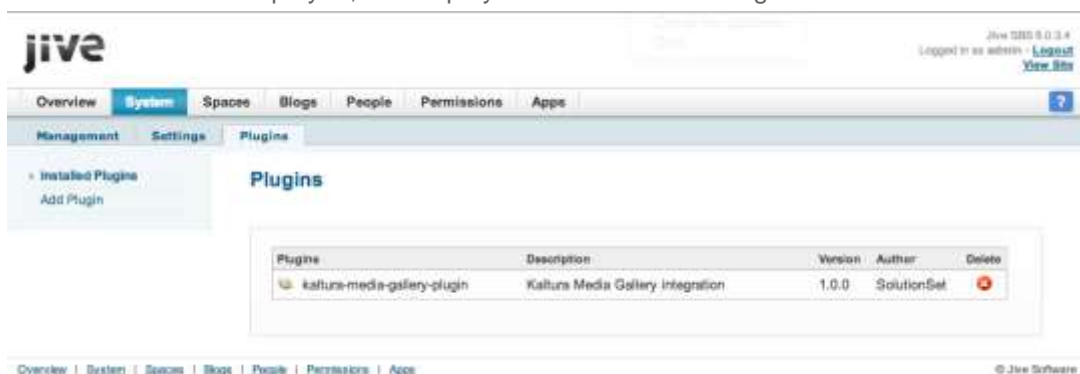 jive
Jive SBS 5.0.3.4
Logged in as admin - Logout
View Site
Overview System Spaces Blogs People Permissions Apps ?
Management Settings Plugins
Installed Plugins
Add Plugin
Plugins
Plugins Description Version Author Delete
kaltura-media-gallery-plugin Kaltura Media Gallery integration 1.0.0 SolutionSet
Overview | System | Spaces | Blogs | People | Permissions | Apps © Jive Software